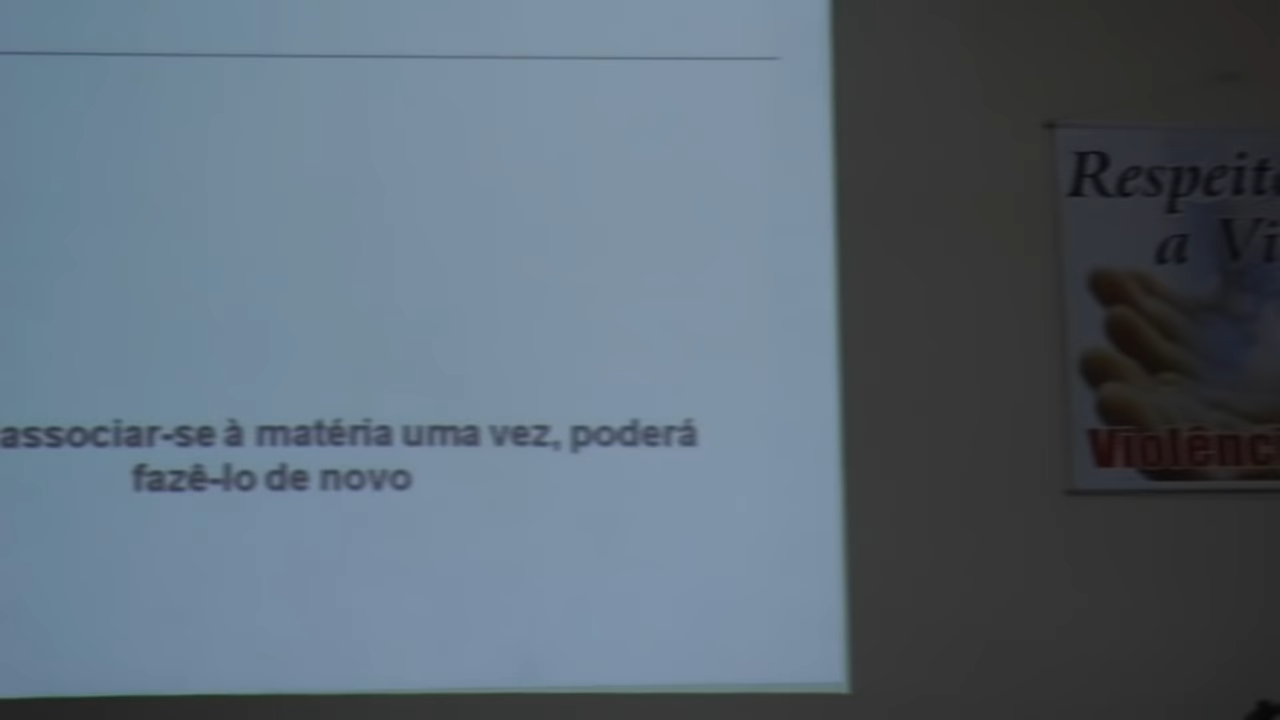 associar-se à matéria uma vez, poderá
fazê-lo de novo
Respeit
a Vi
Violênc